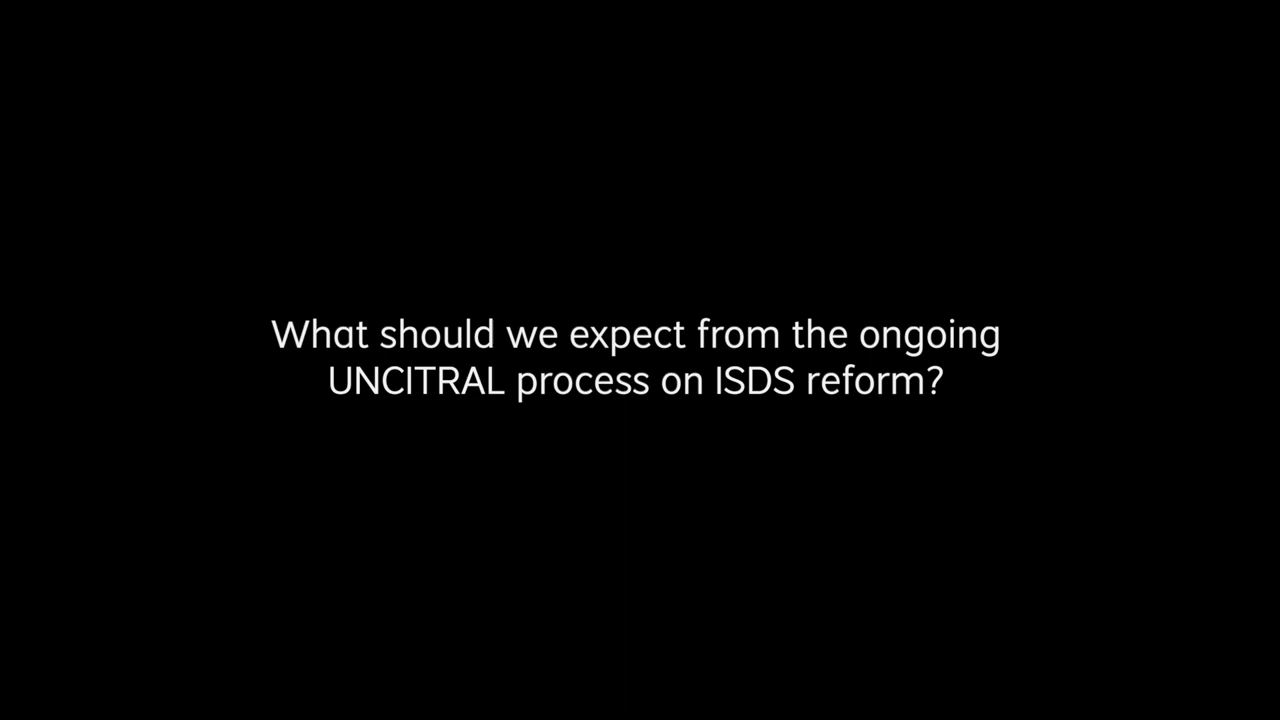 What should we expect from the ongoing
UNCITRAL process on ISDS reform?